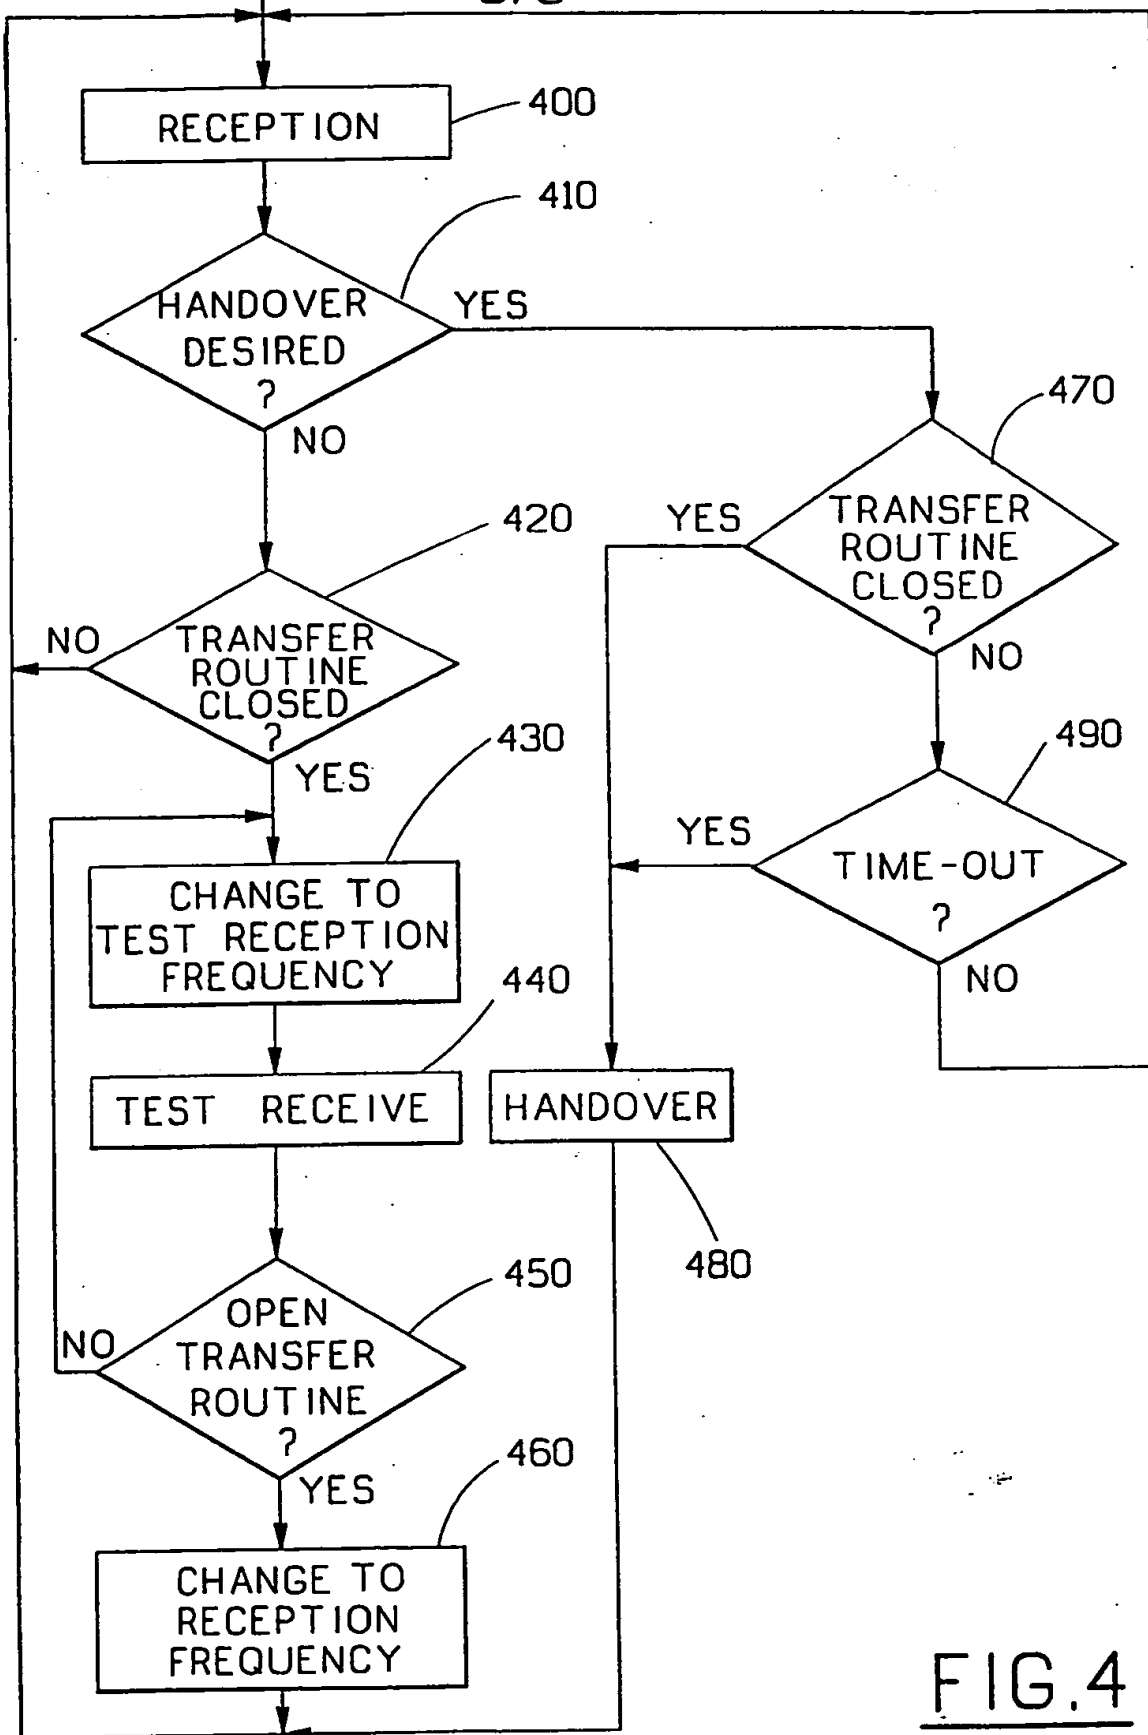 RECEPTION
400
410
HANDOVER
DESIRED
?
YES
NO
470
TRANSFER
ROUTINE
CLOSED
?
YES
NO
420
TRANSFER
ROUTINE
CLOSED
?
NO
YES
430
490
TIME-OUT
?
YES
NO
CHANGE TO
TEST RECEPTION
FREQUENCY
440
TEST RECEIVE
HANDOVER
480
450
OPEN
TRANSFER
ROUTINE
?
NO
YES
460
CHANGE TO
RECEPTION
FREQUENCY
FIG.4